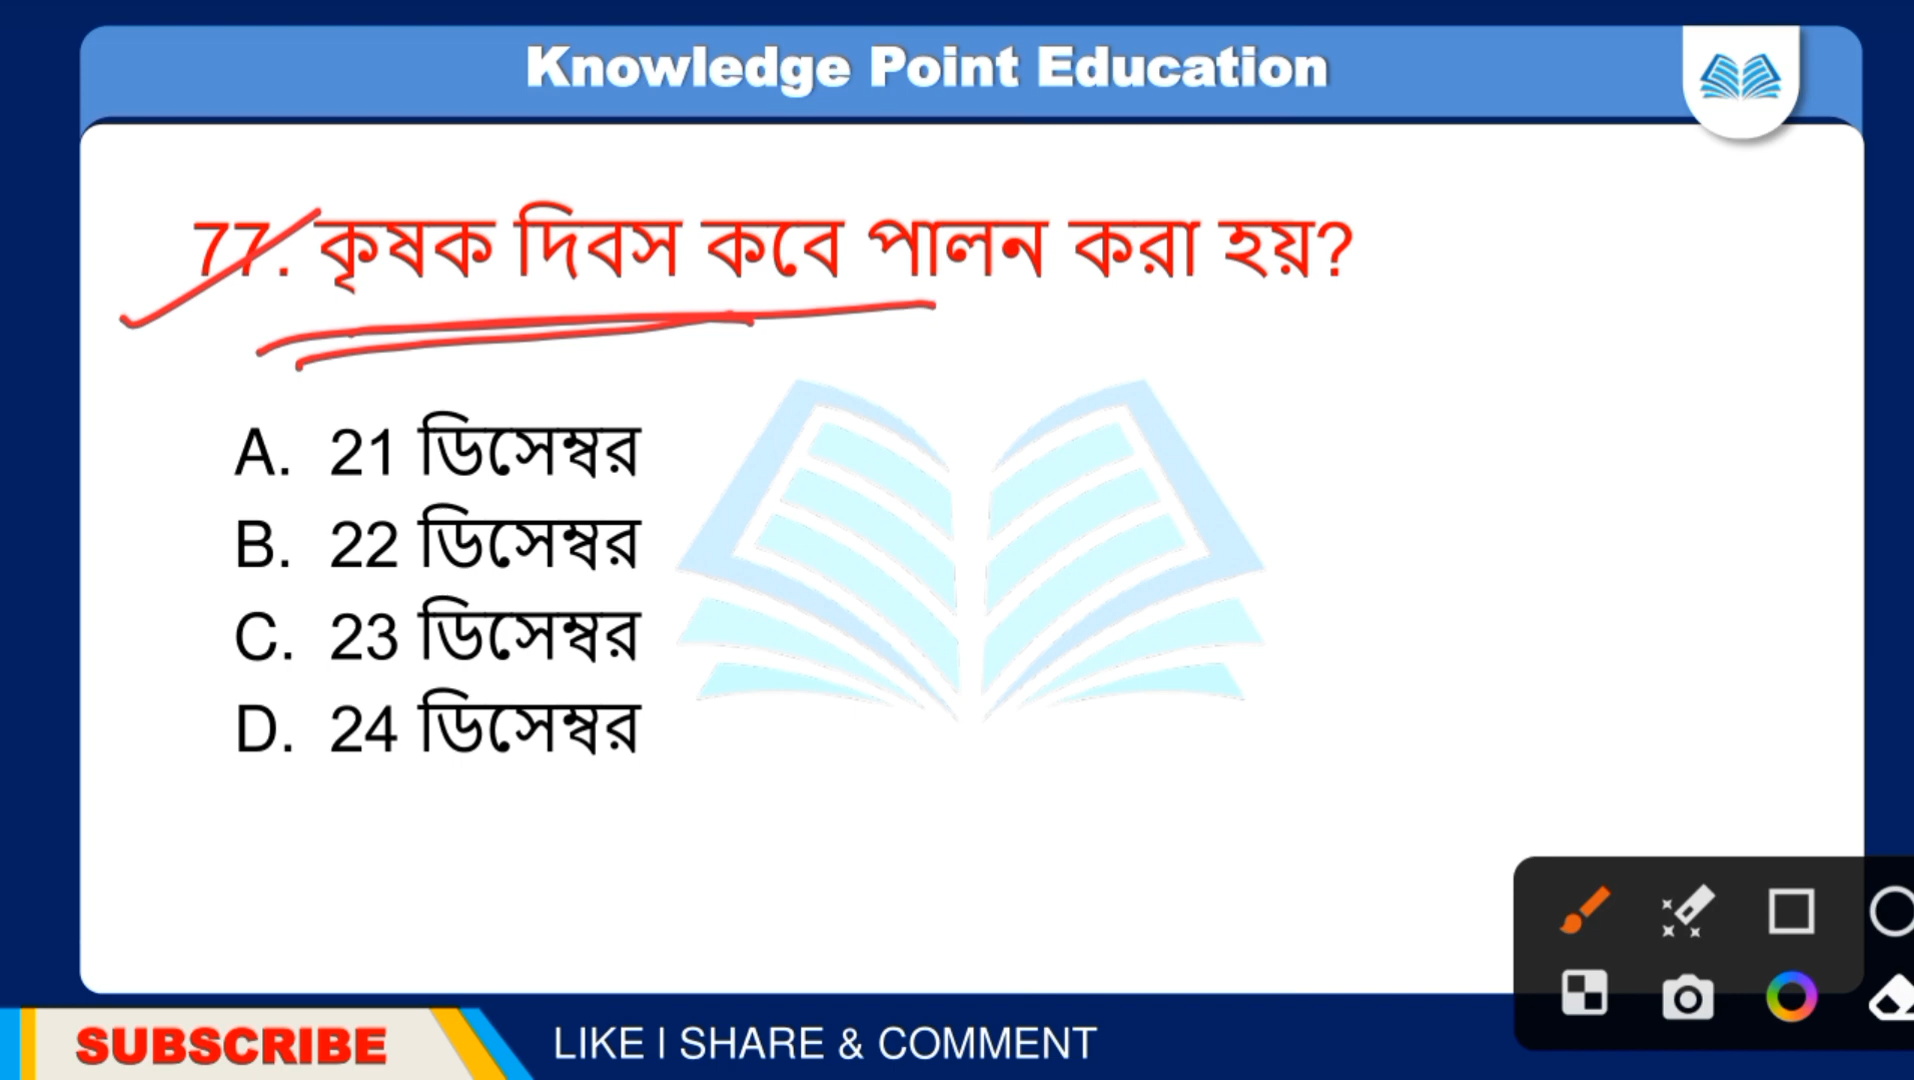 Knowledge Point Education
77. কৃষক দিবস কবে পালন করা হয়?
A. 21 ডিসেম্বর
B. 22 ডিসেম্বর
C. 23 ডিসেম্বর
D. 24 ডিসেম্বর
SUBSCRIBE LIKE I SHARE & COMMENT